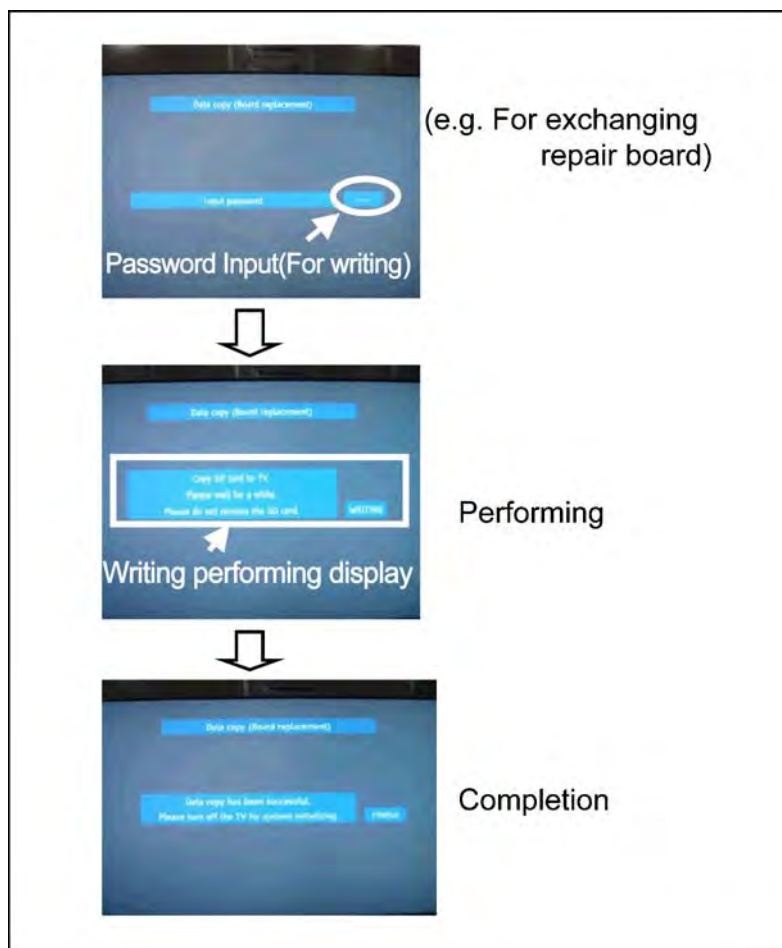 Data copy (Board replacement)
(e.g. For exchanging
repair board)
Input password
Password Input(For writing)
Data copy (Board replacement)
Copy SD card to TV.
Please wait for a while.
Please do not remove the SD card.
WRITING
Performing
Writing performing display
Data copy (Board replacement)
Data copy has been successful.
Please turn off the TV for system initializing.
Completion